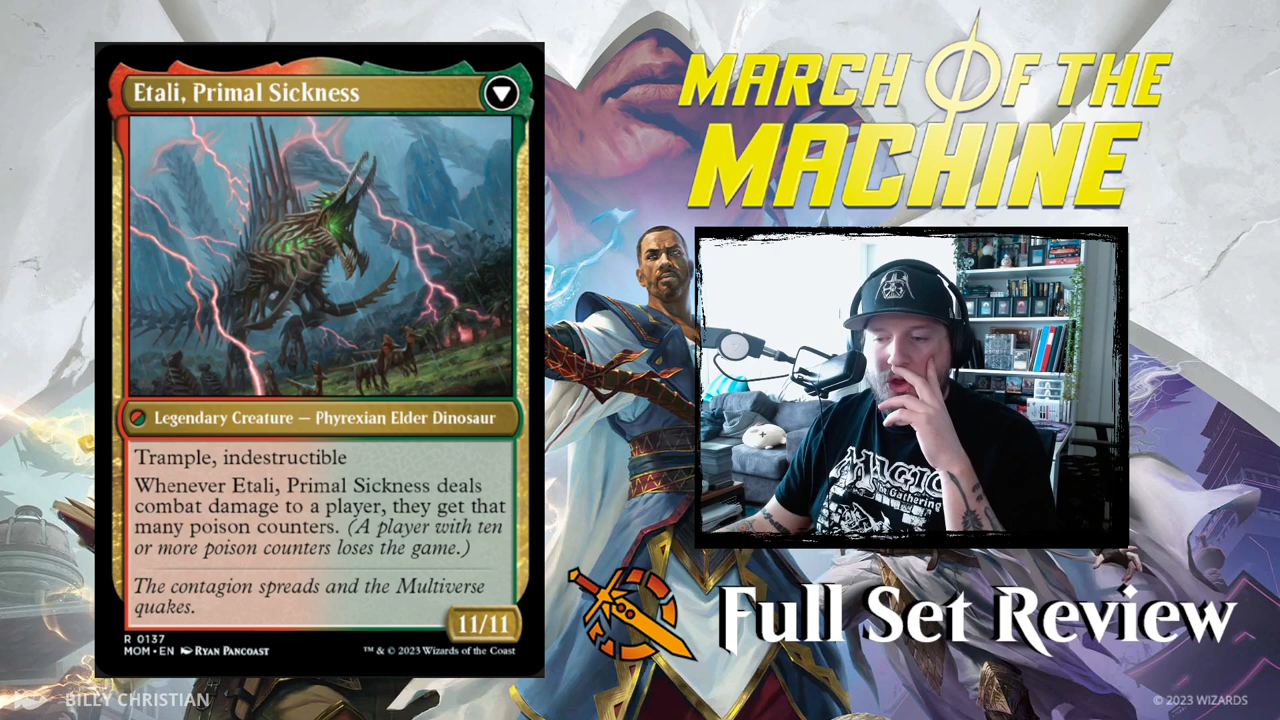 Etali, Primal Sickness
Legendary Creature — Phyrexian Elder Dinosaur
Trample, indestructible
Whenever Etali, Primal Sickness deals
combat damage to a player, they get that
many poison counters. (A player with ten
or more poison counters loses the game.)
The contagion spreads and the Multiverse
quakes.
11/11
R 0137
MOM • EN RYAN PANCOAST
™ & © 2023 Wizards of the Coast
BILLY CHRISTIAN
MARCH OF THE
MACHINE
MAGIC
The Gathering
Full Set Review
© 2023 WIZARDS